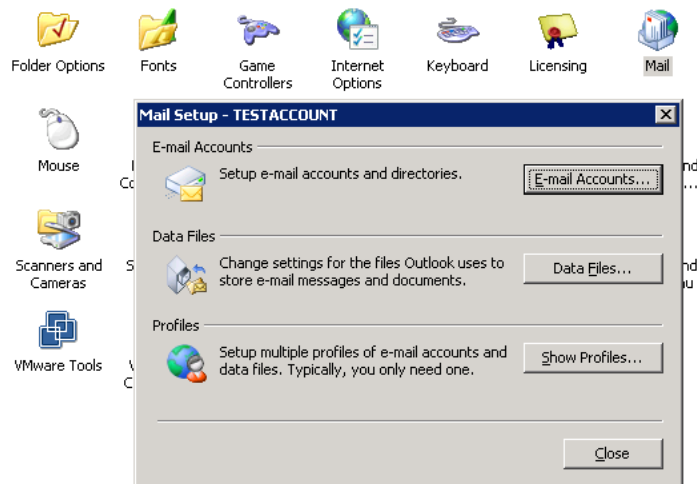 Folder Options
Fonts
Game
Controllers
Internet
Options
Keyboard
Licensing
Mail
Mail Setup - TESTACCOUNT
Mouse
E-mail Accounts
Setup e-mail accounts and directories.
E-mail Accounts...
Scanners and
Cameras
Data Files
Change settings for the files Outlook uses to
store e-mail messages and documents.
Data Files...
VMware Tools
Profiles
Setup multiple profiles of e-mail accounts and
data files. Typically, you only need one.
Show Profiles...
Close